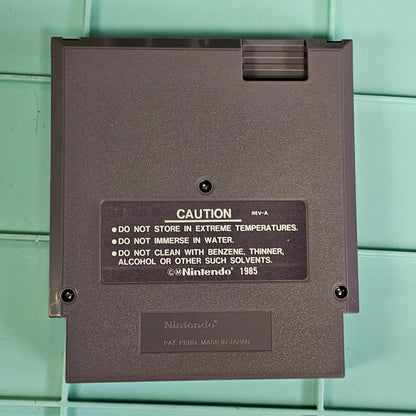 CAUTION REV-A
•DO NOT STORE IN EXTREME TEMPERATURES.
•DO NOT IMMERSE IN WATER.
•DO NOT CLEAN WITH BENZENE, THINNER,
ALCOHOL OR OTHER SUCH SOLVENTS.
©ⓂNintendo® 1985
Nintendo®
PAT. PEND. MADE IN JAPAN